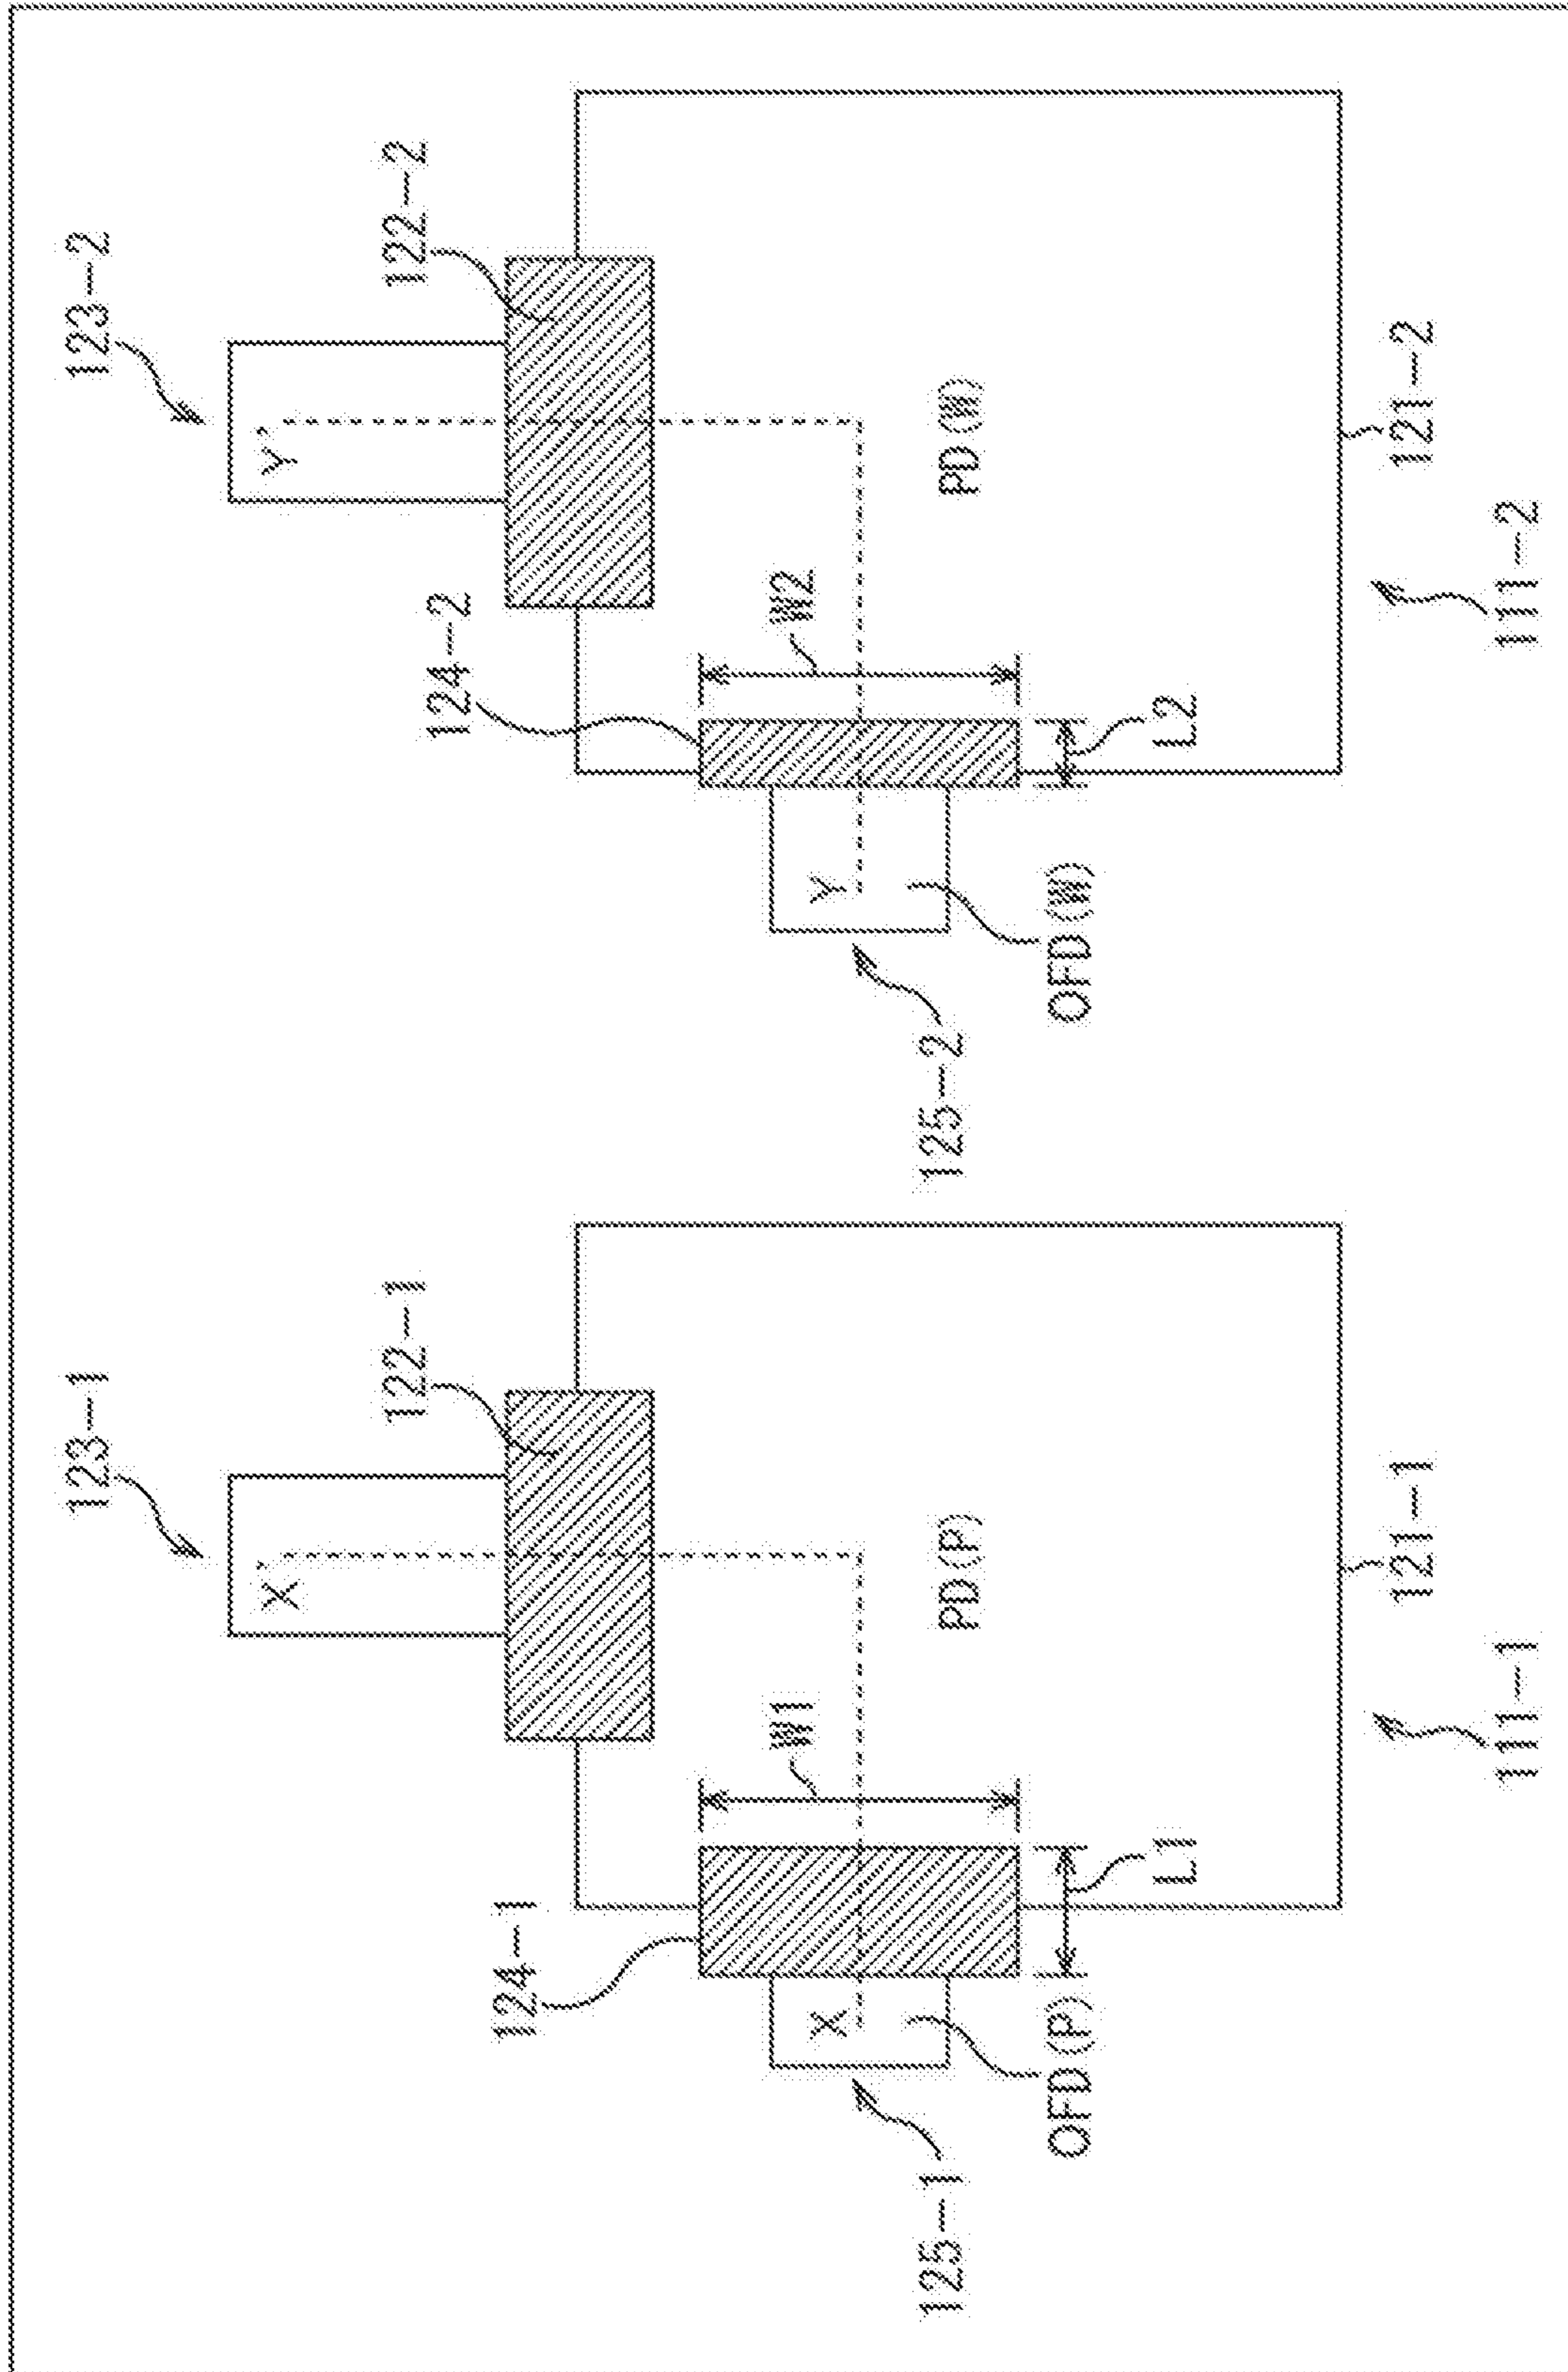 123-1
122-1
X'
124-1
W1
X
PD(P)
OFD(P)
L1
125-1
121-1
111-1
123-2
122-2
Y'
124-2
W2
Y
PD(W)
OFD(W)
L2
125-2
121-2
111-2